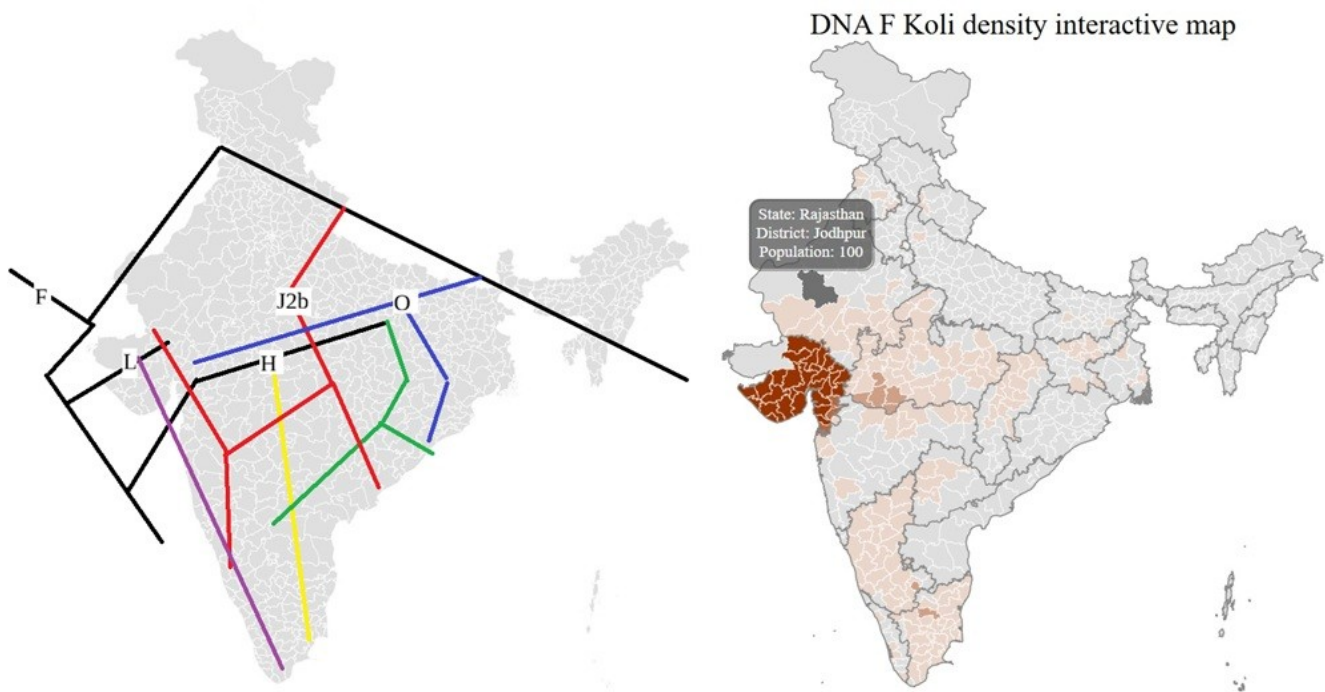 DNA F Koli density interactive map
State: Rajasthan
District: Jodhpur
Population: 100
F
J2b
O
L
H